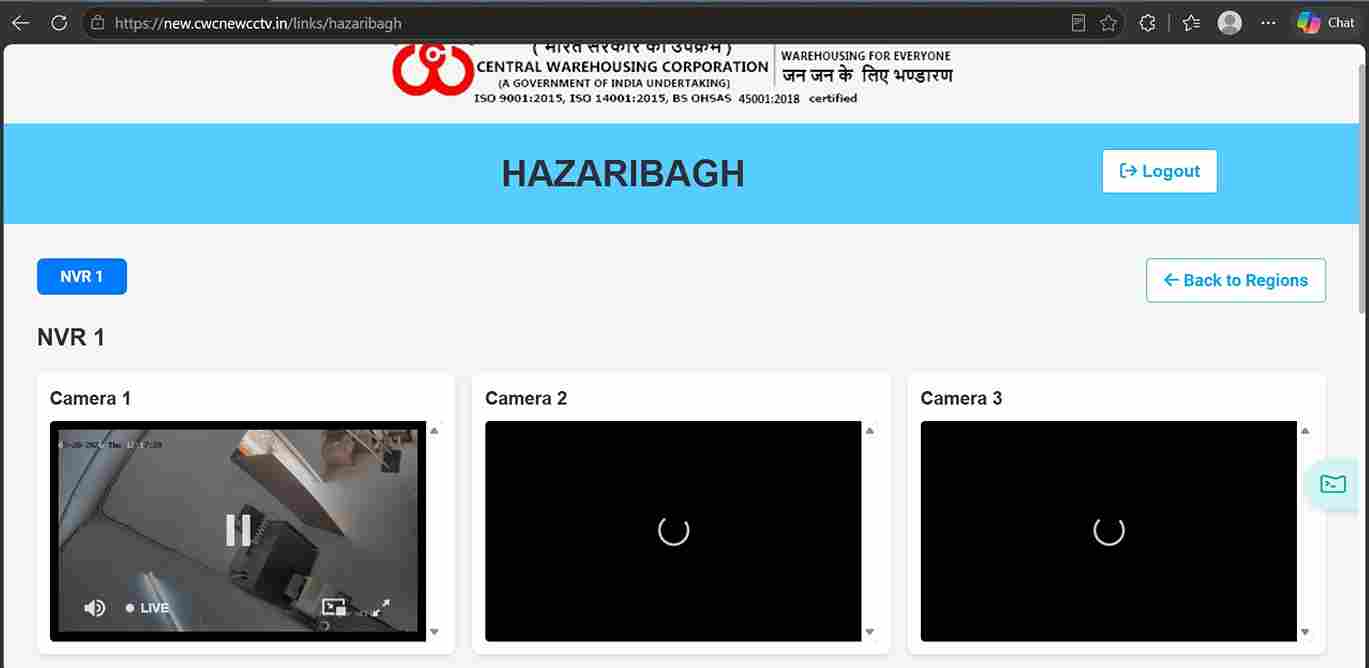 https://new.cwcnewcctv.in/links/hazaribagh
Chat
( भारत सरकार का उपक्रम )
CENTRAL WAREHOUSING CORPORATION
(A GOVERNMENT OF INDIA UNDERTAKING)
ISO 9001:2015, ISO 14001:2015, BS OHSAS 45001:2018 certified
WAREHOUSING FOR EVERYONE
जन जन के लिए भण्डारण
HAZARIBAGH
Logout
NVR 1
Back to Regions
NVR 1
Camera 1
Camera 2
Camera 3
LIVE